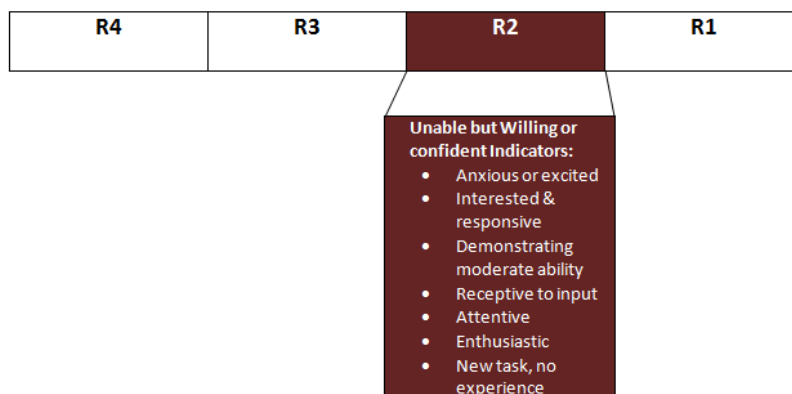 R4 R3 R2 R1
Unable but Willing or
confident Indicators:
• Anxious or excited
• Interested &
responsive
• Demonstrating
moderate ability
• Receptive to input
• Attentive
• Enthusiastic
• New task, no
experience